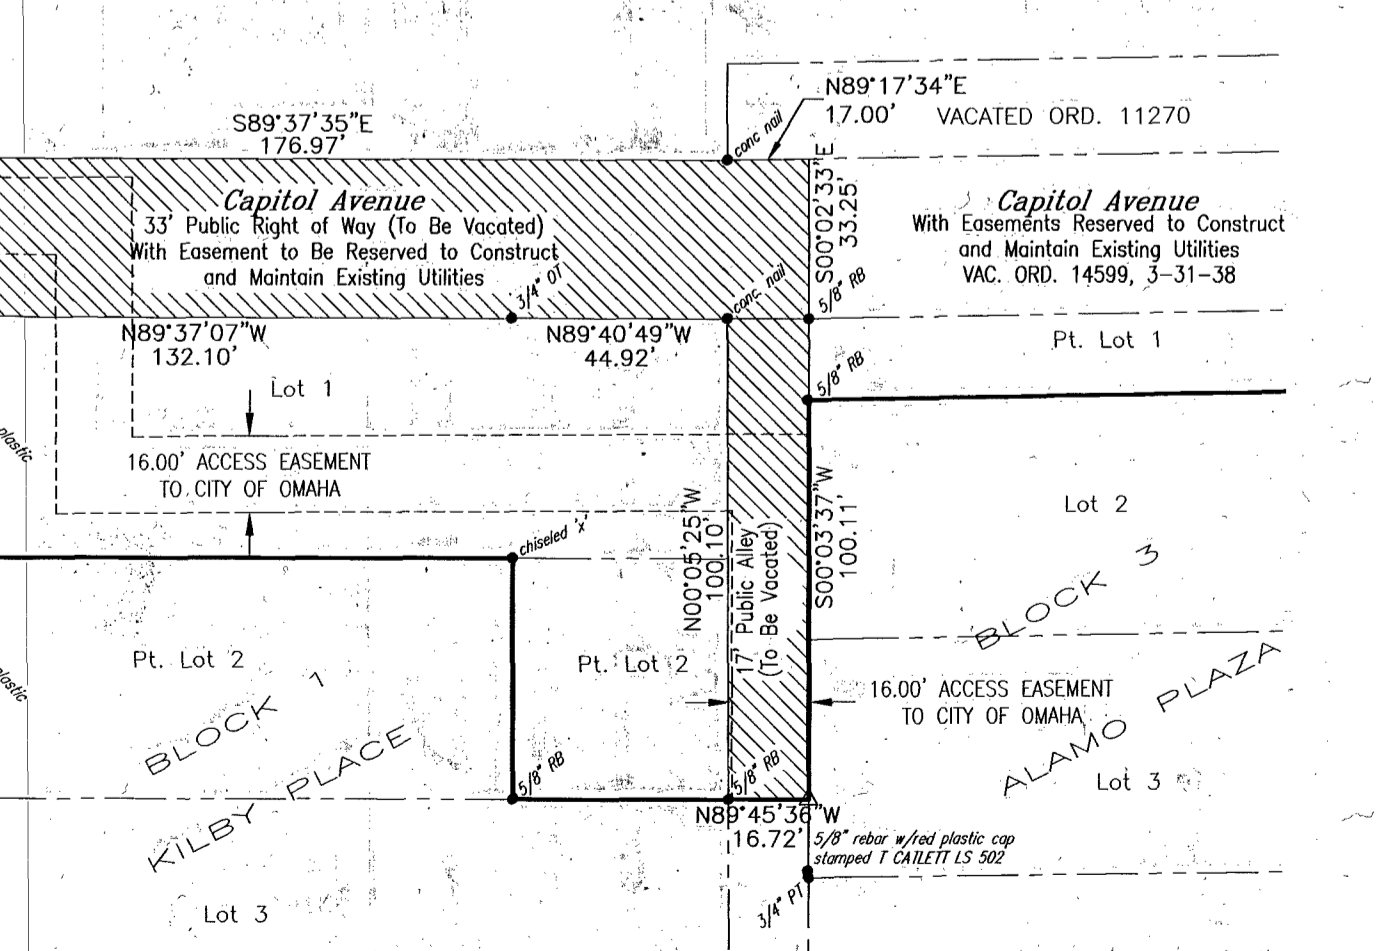 N89°17'34"E
17.00' VACATED ORD. 11270
S89°37'35"E
176.97'
conc nail
Capitol Avenue
33' Public Right of Way (To Be Vacated)
With Easement to Be Reserved to Construct
and Maintain Existing Utilities
S00°02'33"E
33.25'
Capitol Avenue
With Easements Reserved to Construct
and Maintain Existing Utilities
VAC. ORD. 14599, 3-31-38
3/4" OT
conc. nail
5/8" RB
N89°37'07"W
132.10'
N89°40'49"W
44.92'
Pt. Lot 1
5/8" RB
Lot 1
plastic
16.00' ACCESS EASEMENT
TO CITY OF OMAHA
chiseled 'x'
N00°05'25"W
100.10'
17' Public Alley
(To Be Vacated)
S00°03'37"W
100.11'
Lot 2
BLOCK 3
ALAMO PLAZA
Pt. Lot 2
Pt. Lot 2
plastic
BLOCK 1
KILBY PLACE
16.00' ACCESS EASEMENT
TO CITY OF OMAHA
Lot 3
5/8" RB
5/8" RB
N89°45'36"W
16.72'
5/8" rebar w/red plastic cap
stamped T CATLETT LS 502
3/4" PT
Lot 3